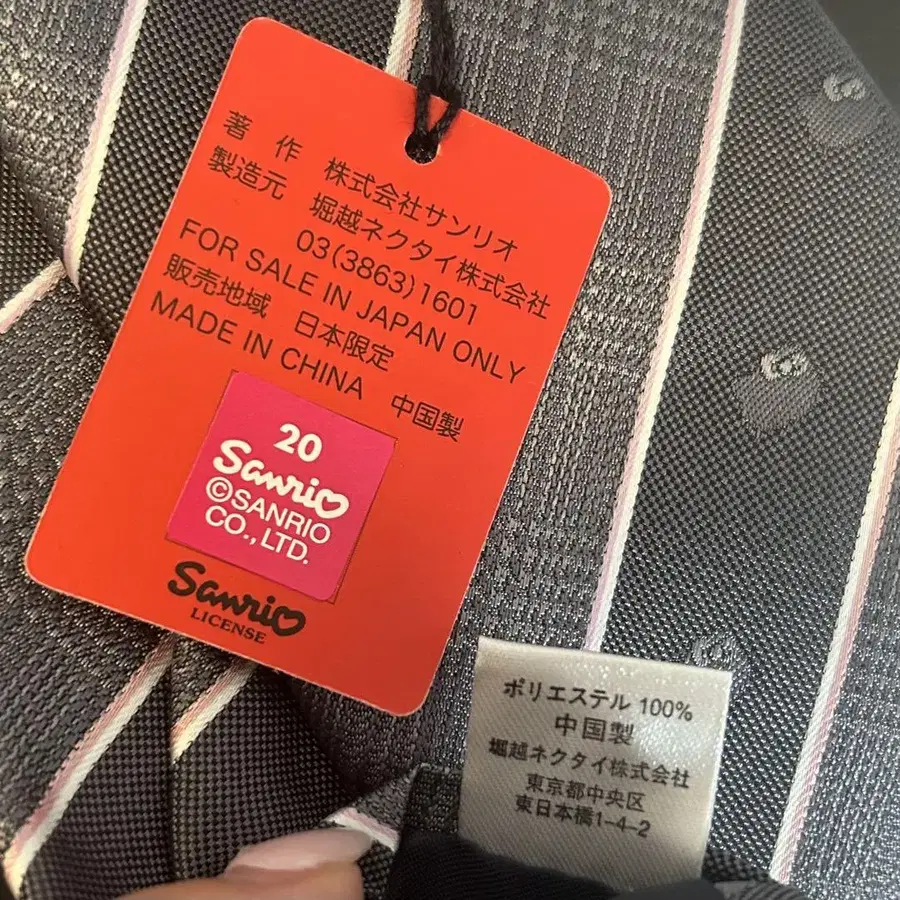 著 作 株式会社サンリオ
製造元 堀越ネクタイ株式会社
03(3863)1601
FOR SALE IN JAPAN ONLY
販売地域 日本限定
MADE IN CHINA 中国製
20
Sanrio
©SANRIO
CO., LTD.
Sanrio
LICENSE
ポリエステル 100%
中国製
堀越ネクタイ株式会社
東京都中央区
東日本橋1-4-2